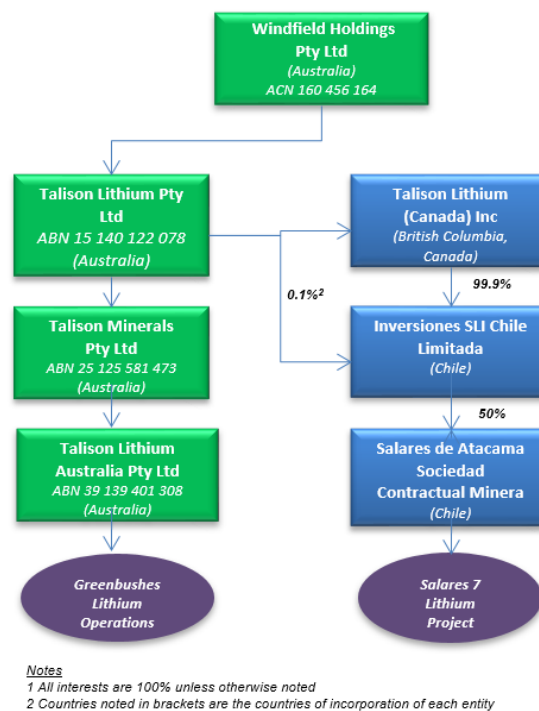 Windfield Holdings
Pty Ltd
(Australia)
ACN 160 456 164
Talison Lithium Pty
Ltd
ABN 15 140 122 078
(Australia)
Talison Lithium
(Canada) Inc
(British Columbia,
Canada)
0.1%²
99.9%
Talison Minerals
Pty Ltd
ABN 25 125 581 473
(Australia)
Inversiones SLI Chile
Limitada
(Chile)
50%
Talison Lithium
Australia Pty Ltd
ABN 39 139 401 308
(Australia)
Salares de Atacama
Sociedad
Contractual Minera
(Chile)
Greenbushes
Lithium
Operations
Salares 7
Lithium
Project
Notes
1 All interests are 100% unless otherwise noted
2 Countries noted in brackets are the countries of incorporation of each entity